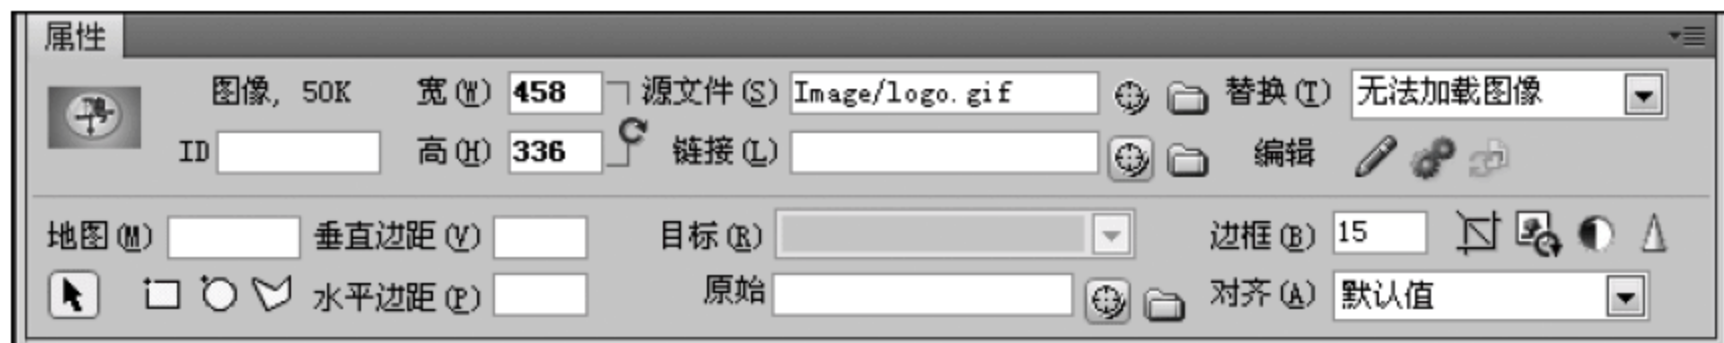 属性
图像, 50K 宽(W) 458 源文件(S) Image/logo.gif 替换(T) 无法加载图像
ID 高(H) 336 链接(L) 编辑
地图(M) 垂直边距(V) 目标(R) 边框(B) 15
水平边距(P) 原始 对齐(A) 默认值